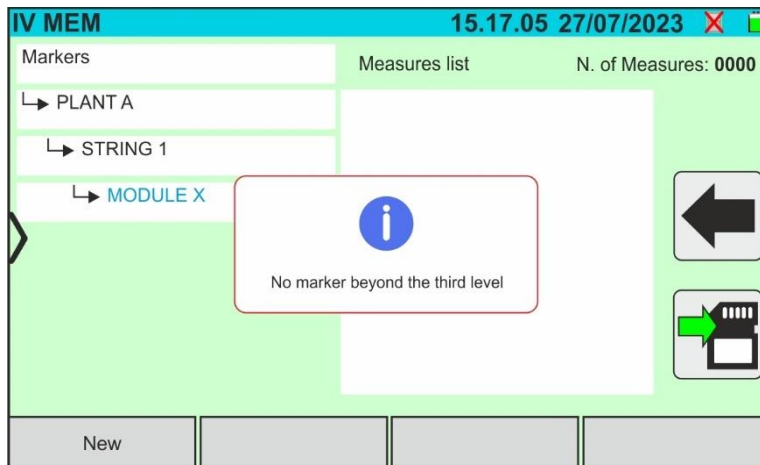 IV MEM 15.17.05 27/07/2023
Markers
Measures list N. of Measures: 0000
PLANT A
STRING 1
MODULE X
i
No marker beyond the third level
New